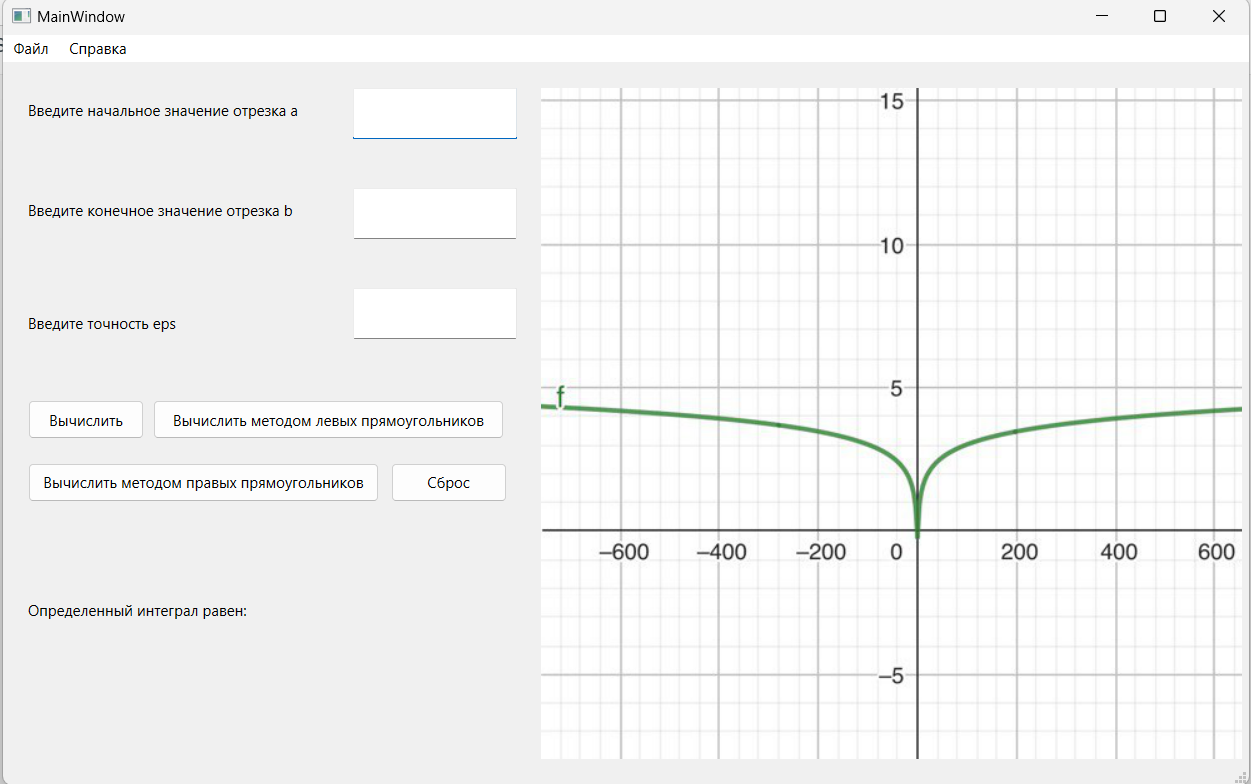 MainWindow
Файл Справка
Введите начальное значение отрезка a
Введите конечное значение отрезка b
Введите точность eps
Вычислить
Вычислить методом левых прямоугольников
Вычислить методом правых прямоугольников
Сброс
Определенный интеграл равен:
15
10
5
f
–600 –400 –200 0 200 400 600
–5